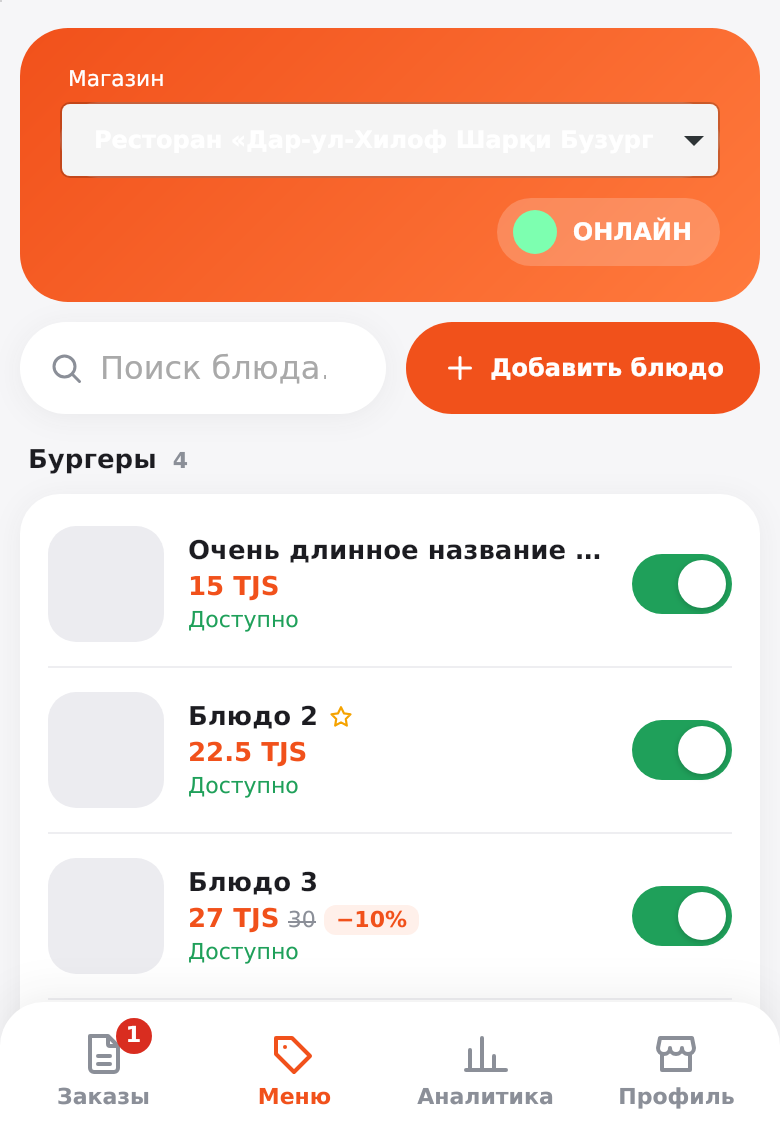 Магазин
Ресторан «Дар-ул-Хилоф Шарқи Бузург
ОНЛАЙН
Поиск блюда.
Добавить блюдо
Бургеры 4
Очень длинное название ...
15 TJS
Доступно
Блюдо 2
22.5 TJS
Доступно
Блюдо 3
27 TJS 30 −10%
Доступно
1
Заказы Меню Аналитика Профиль